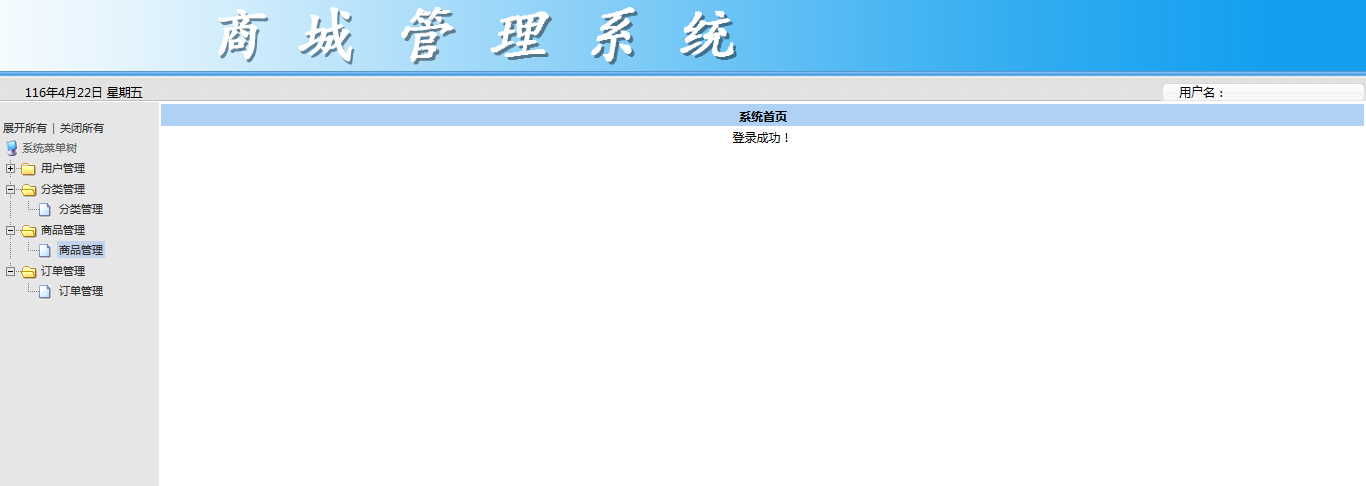 商城管理系统
116年4月22日 星期五
用户名：
展开所有 | 关闭所有
系统菜单树
用户管理
分类管理
分类管理
商品管理
商品管理
订单管理
订单管理
系统首页
登录成功！